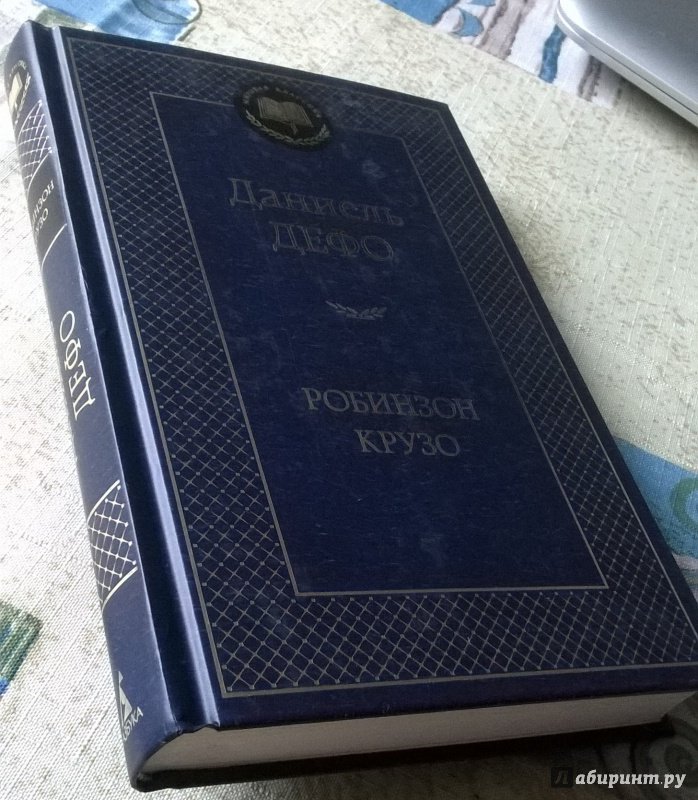 Даниель
ДЕФО
РОБИНЗОН
КРУЗО
ДЕФО
Лабиринт.ру